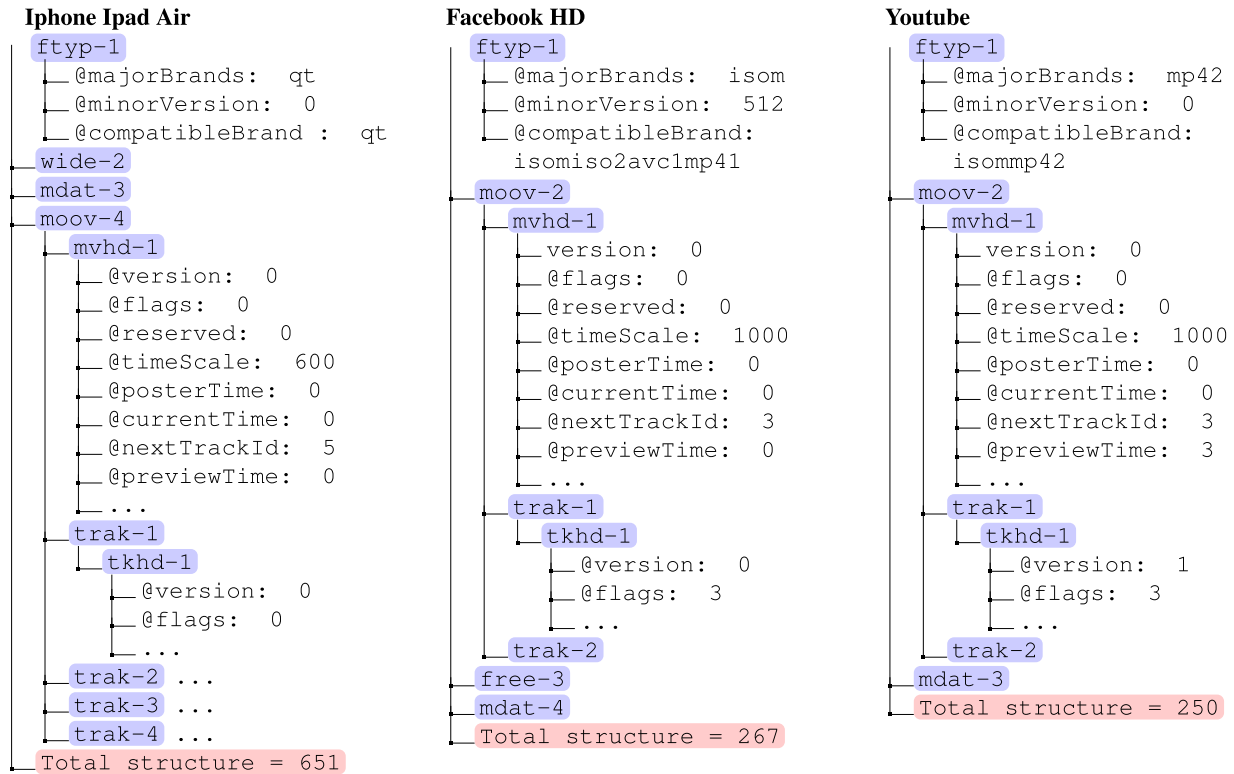 Iphone Ipad Air
ftyp-1
@majorBrands: qt
@minorVersion: 0
@compatibleBrand : qt
wide-2
mdat-3
moov-4
mvhd-1
@version: 0
@flags: 0
@reserved: 0
@timeScale: 600
@posterTime: 0
@currentTime: 0
@nextTrackId: 5
@previewTime: 0
...
trak-1
tkhd-1
@version: 0
@flags: 0
...
trak-2 ...
trak-3 ...
trak-4 ...
Total structure = 651
Facebook HD
ftyp-1
@majorBrands: isom
@minorVersion: 512
@compatibleBrand:
isomiso2avc1mp41
moov-2
mvhd-1
version: 0
@flags: 0
@reserved: 0
@timeScale: 1000
@posterTime: 0
@currentTime: 0
@nextTrackId: 3
@previewTime: 0
...
trak-1
tkhd-1
@version: 0
@flags: 3
...
trak-2
free-3
mdat-4
Total structure = 267
Youtube
ftyp-1
@majorBrands: mp42
@minorVersion: 0
@compatibleBrand:
isommp42
moov-2
mvhd-1
version: 0
@flags: 0
@reserved: 0
@timeScale: 1000
@posterTime: 0
@currentTime: 0
@nextTrackId: 3
@previewTime: 3
...
trak-1
tkhd-1
@version: 1
@flags: 3
...
trak-2
mdat-3
Total structure = 250